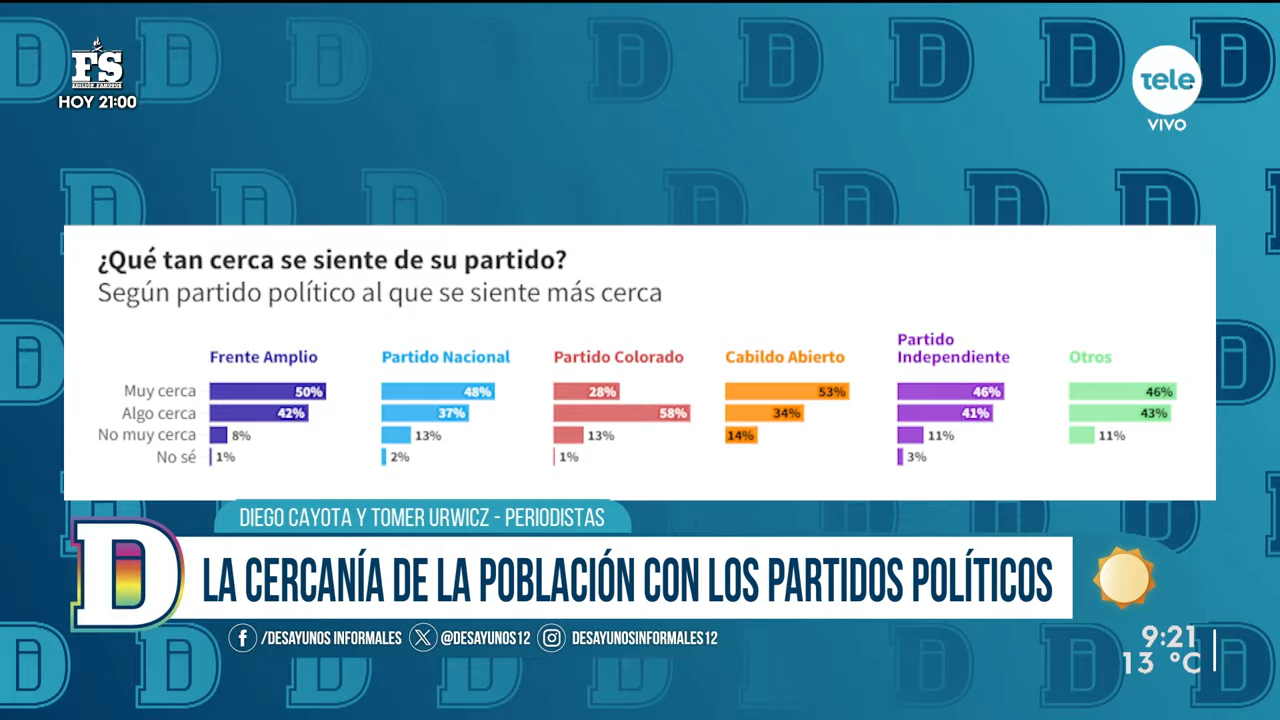 FS
HOY 21:00
tele
VIVO
¿Qué tan cerca se siente de su partido?
Según partido político al que se siente más cerca
Frente Amplio
Partido Nacional
Partido Colorado
Cabildo Abierto
Partido
Independiente
Otros
Muy cerca 50% 48% 28% 53% 46% 46%
Algo cerca 42% 37% 58% 34% 41% 43%
No muy cerca 8% 13% 13% 14% 11% 11%
No sé 1% 2% 1% 3%
DIEGO CAYOTA Y TOMER URWICZ - PERIODISTAS
D
LA CERCANÍA DE LA POBLACIÓN CON LOS PARTIDOS POLÍTICOS
/DESAYUNOS INFORMALES @DESAYUNOS12 DESAYUNOSINFORMALES12
9:21
13 °C